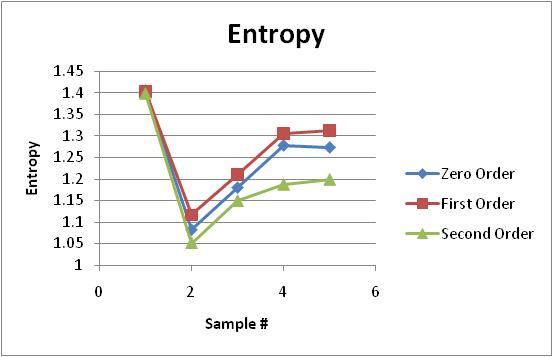 Entropy
1.45
1.4
1.35
1.3
1.25
1.2
1.15
1.1
1.05
1
Entropy
0
2
4
6
Sample #
Zero Order
First Order
Second Order